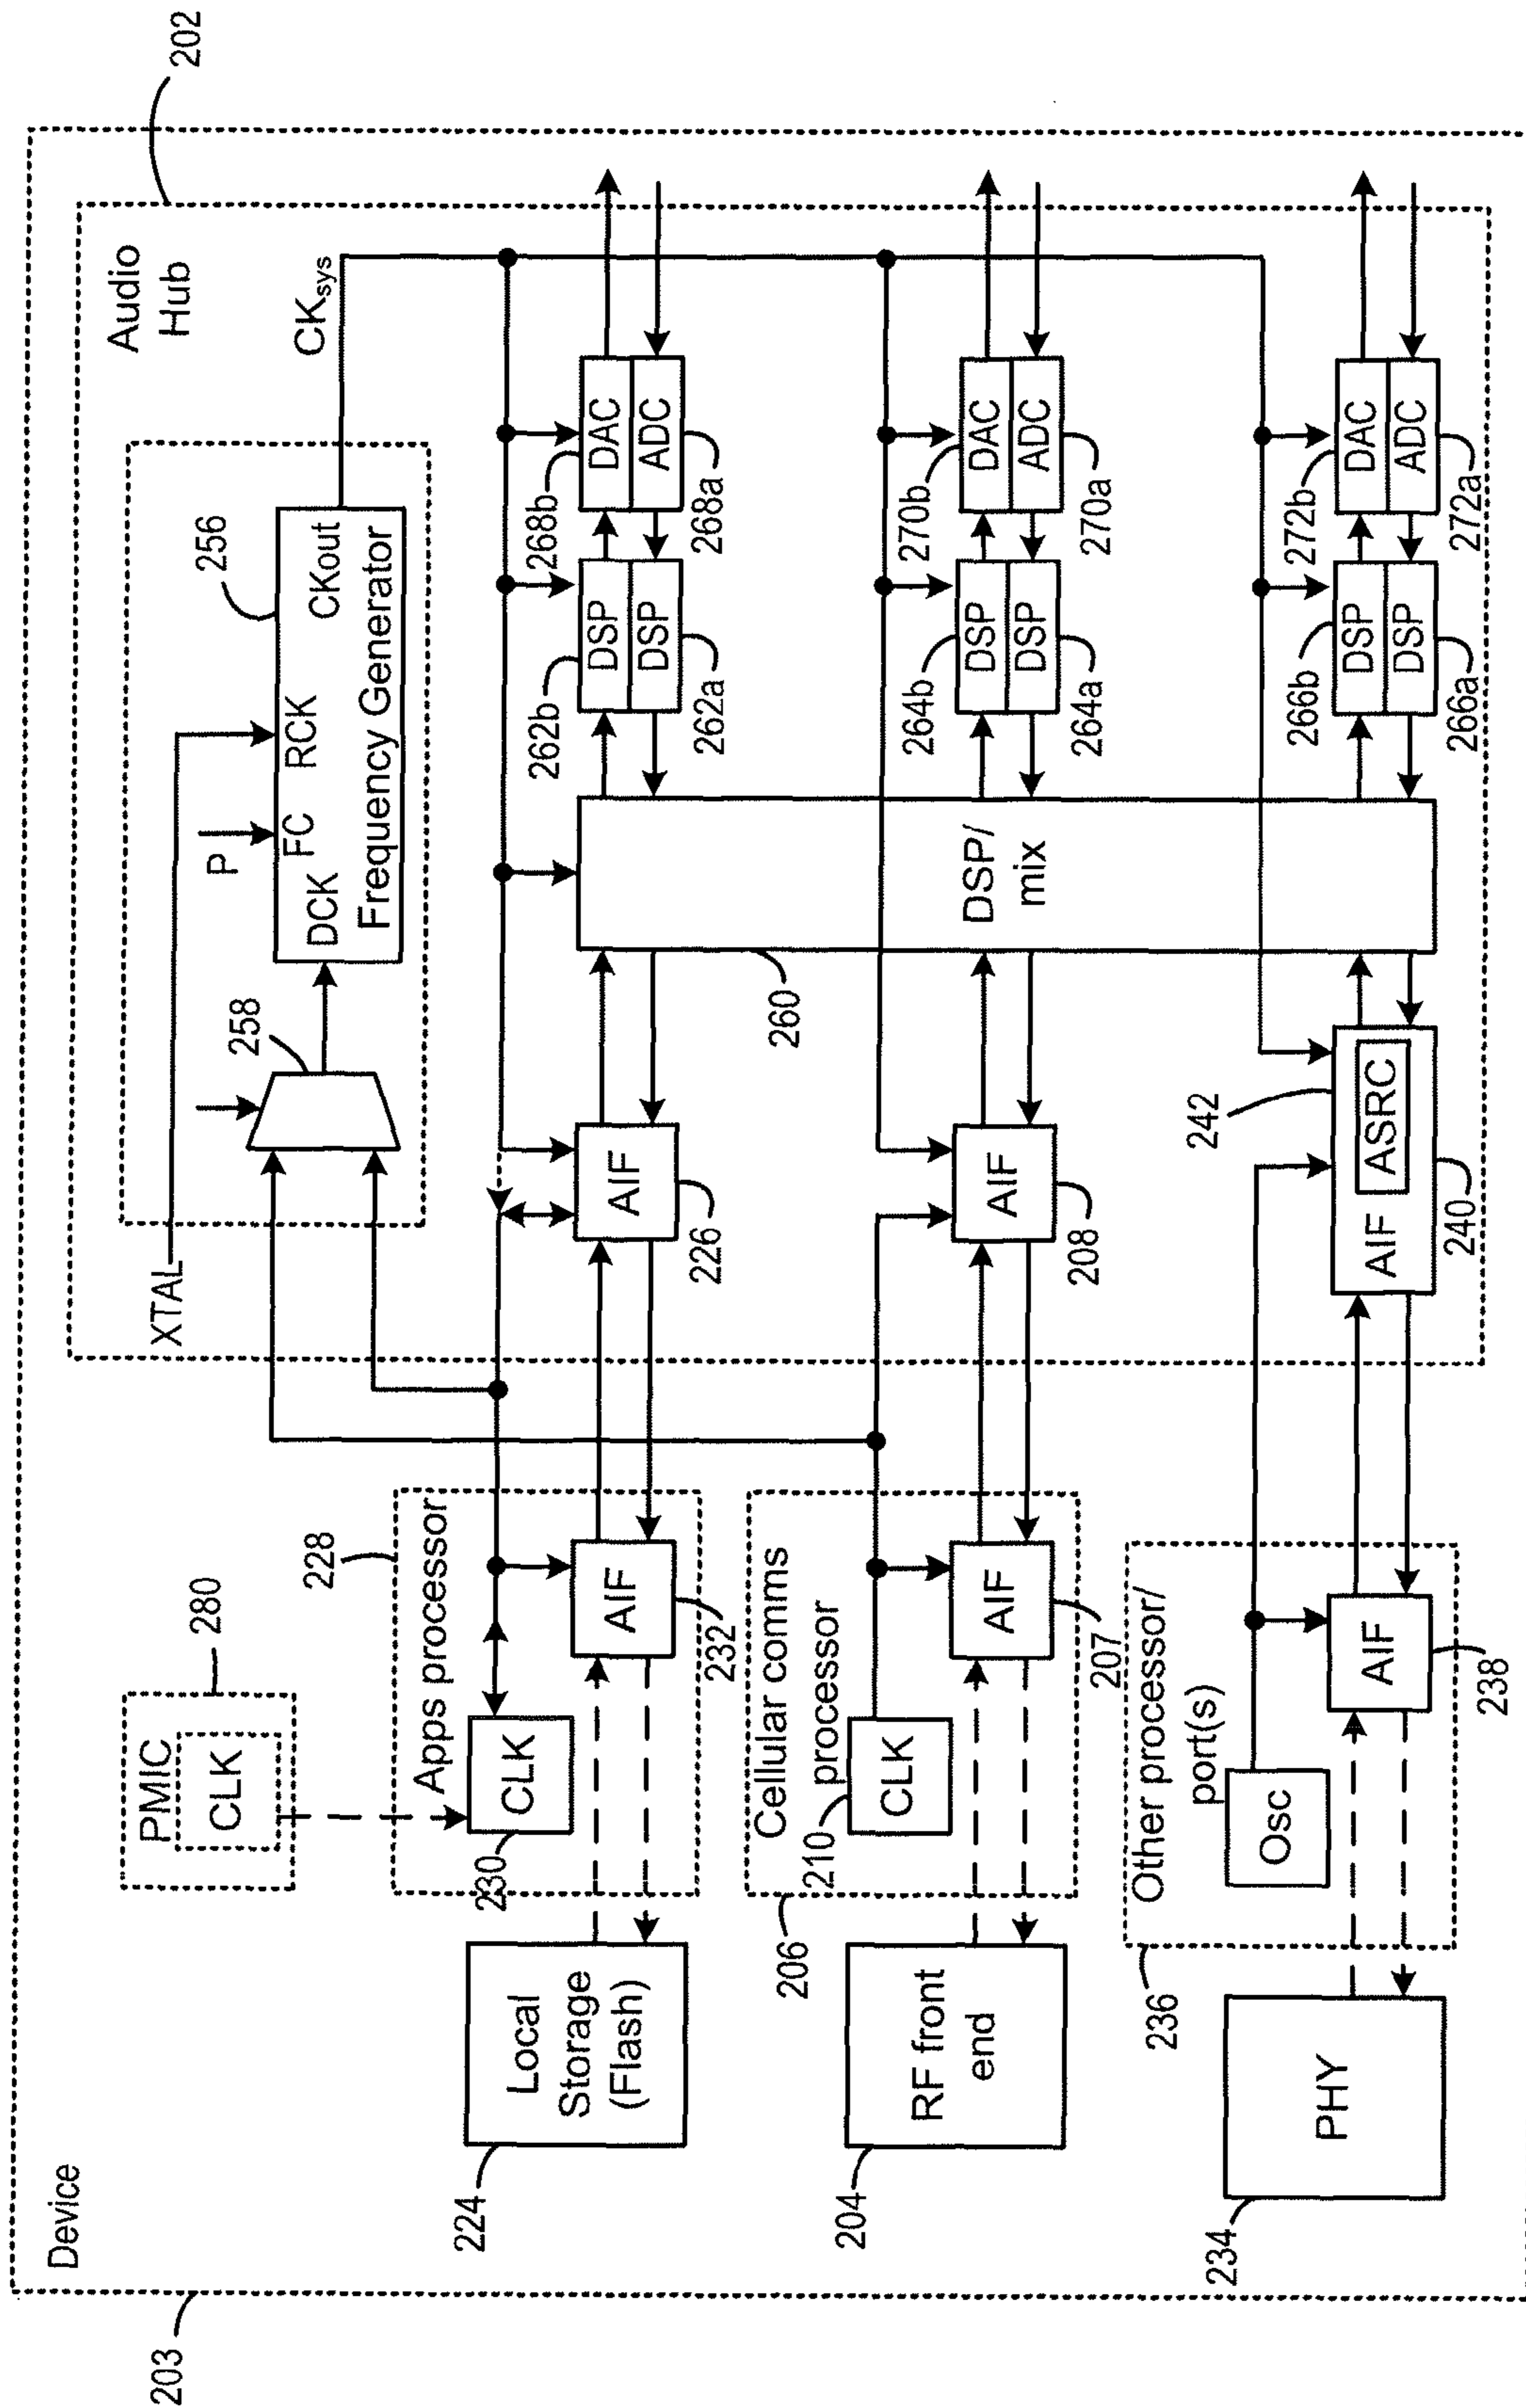 203
Device
202
Audio
Hub
XTAL
P
258
256
DCK
FC
RCK
CKout
Frequency Generator
CKsys
280
PMIC
CLK
228
Apps processor
230
CLK
AIF
232
224
Local
Storage
(Flash)
AIF
226
262b
DSP
DSP
262a
268b
DAC
ADC
268a
206
Cellular comms
processor
210
CLK
AIF
207
204
RF front
end
AIF
208
260
DSP/
mix
264b
DSP
DSP
264a
270b
DAC
ADC
270a
236
Other processor/
port(s)
Osc
AIF
238
234
PHY
242
AIF
ASRC
240
266b
DSP
DSP
266a
272b
DAC
ADC
272a